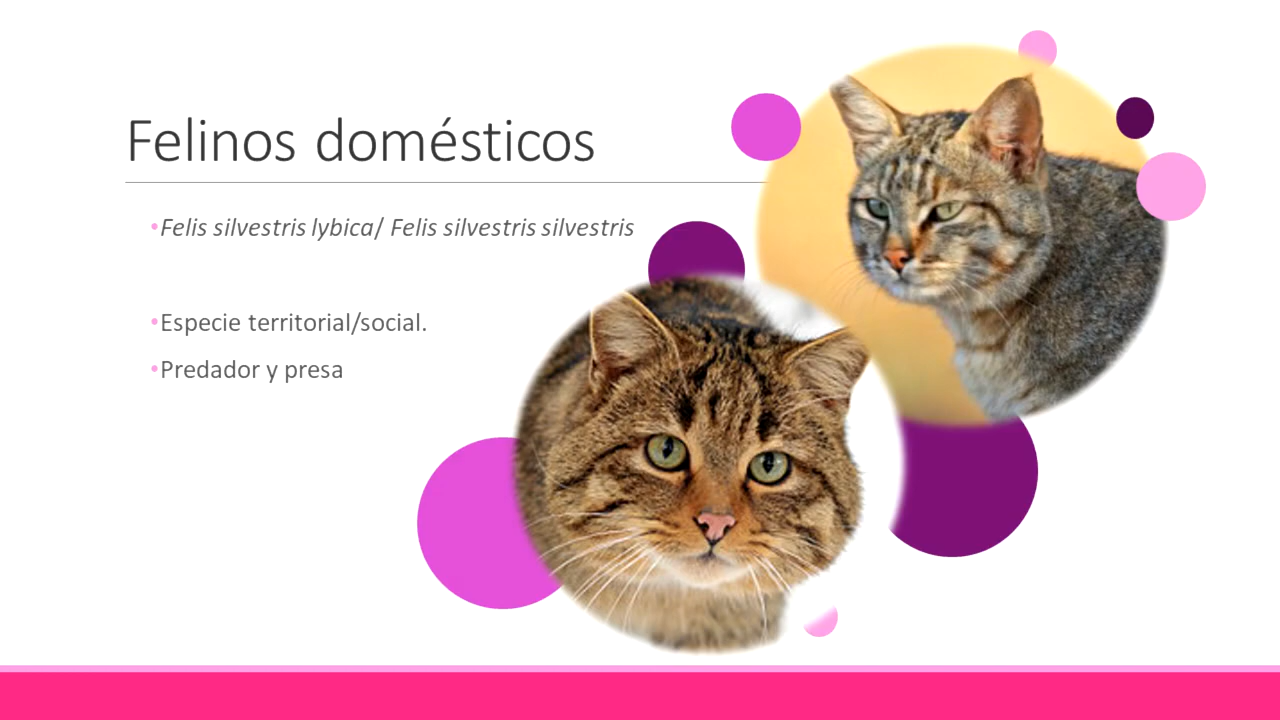 Felinos domésticos
•Felis silvestris lybica/ Felis silvestris silvestris
•Especie territorial/social.
•Predador y presa